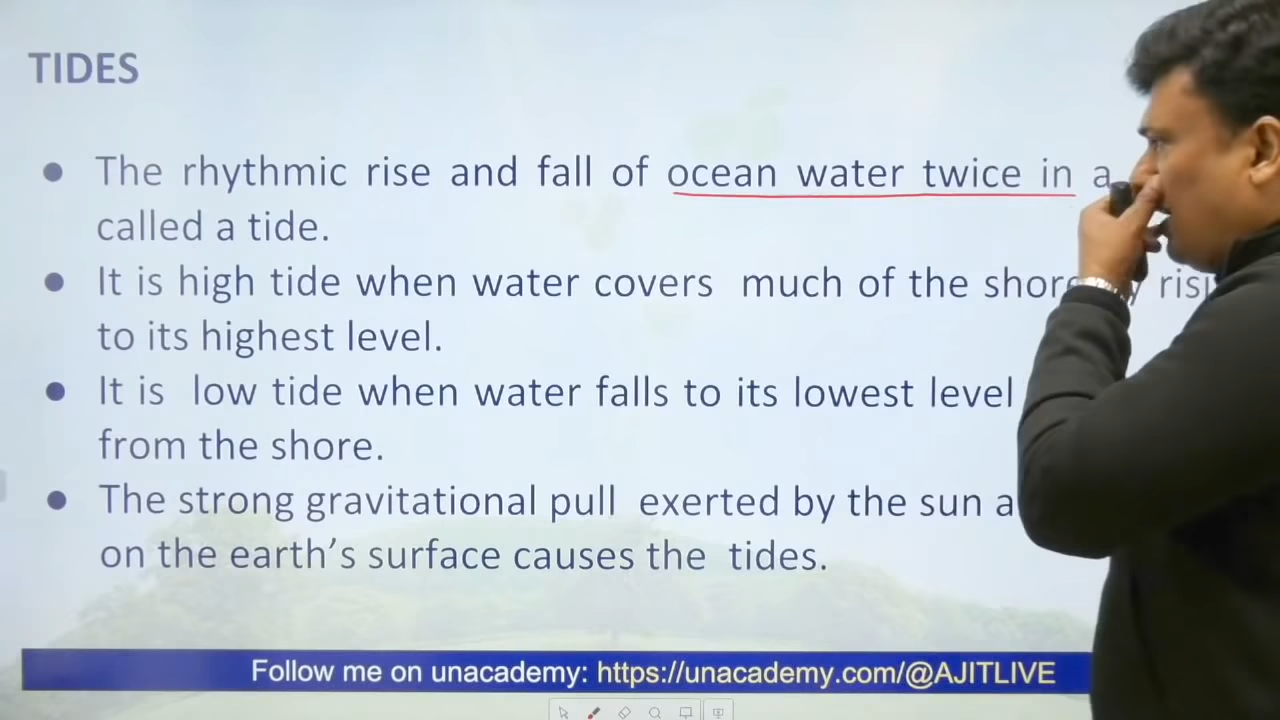 TIDES
● The rhythmic rise and fall of ocean water twice in a
called a tide.
● It is high tide when water covers much of the shore
to its highest level.
● It is low tide when water falls to its lowest level
from the shore.
● The strong gravitational pull exerted by the sun
on the earth’s surface causes the tides.
Follow me on unacademy: https://unacademy.com/@AJITLIVE